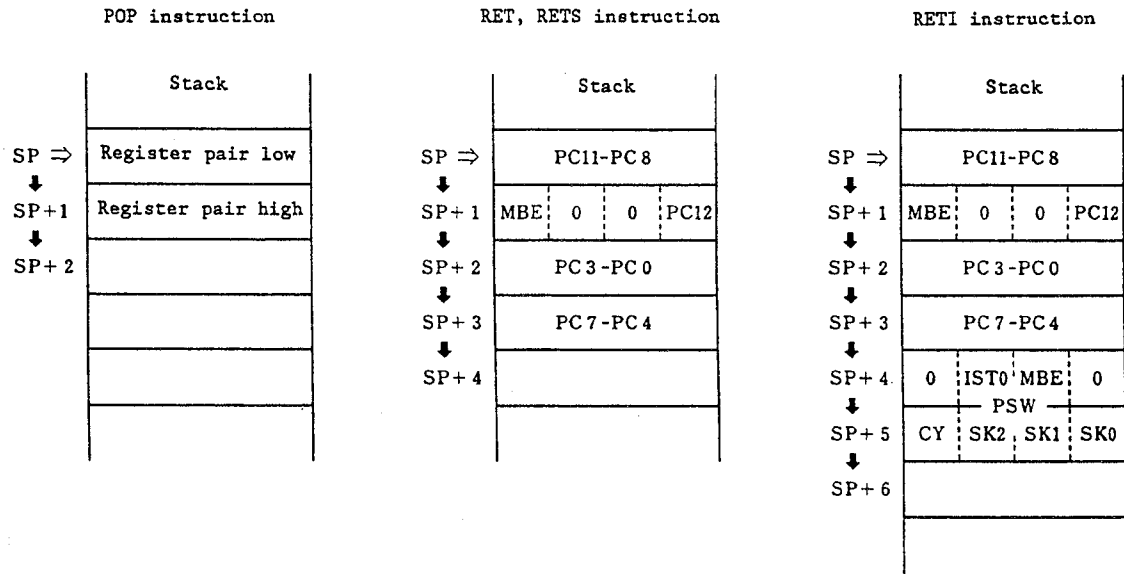 POP instruction
Stack
SP ⇒ Register pair low
SP+1 Register pair high
SP+2
RET, RETS instruction
Stack
SP ⇒ PC11-PC8
SP+1 MBE 0 0 PC12
SP+2 PC3-PC0
SP+3 PC7-PC4
SP+4
RETI instruction
Stack
SP ⇒ PC11-PC8
SP+1 MBE 0 0 PC12
SP+2 PC3-PC0
SP+3 PC7-PC4
SP+4 0 IST0 MBE 0
PSW
SP+5 CY SK2 SK1 SK0
SP+6